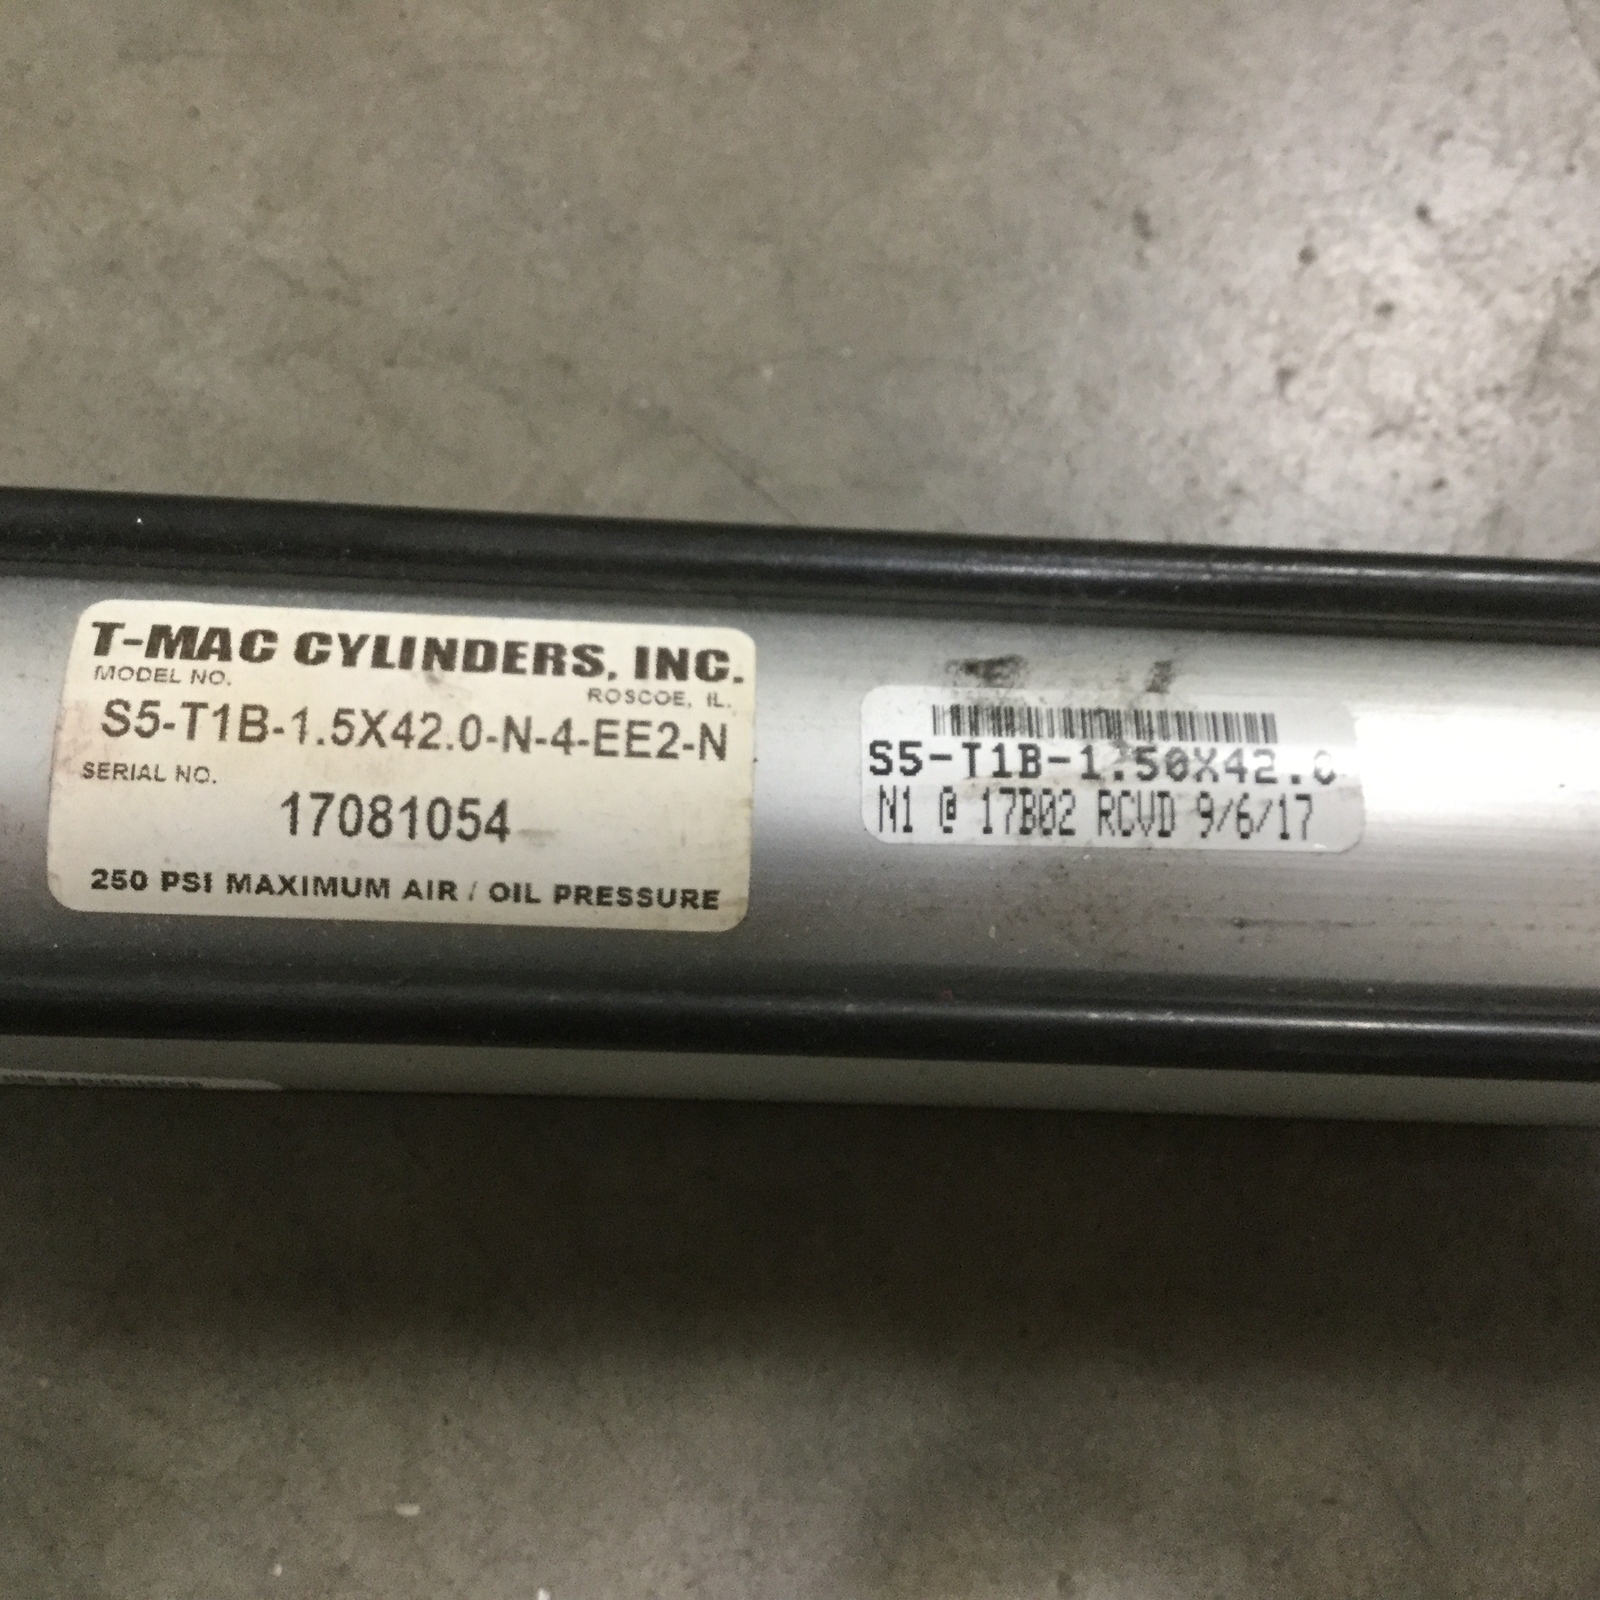 T-MAC CYLINDERS, INC.
MODEL NO.
ROSCOE, IL.
S5-T1B-1.5X42.0-N-4-EE2-N
SERIAL NO.
17081054
250 PSI MAXIMUM AIR / OIL PRESSURE
S5-T1B-1.50X42.0
N1 @ 17B02 RCVD 9/6/17